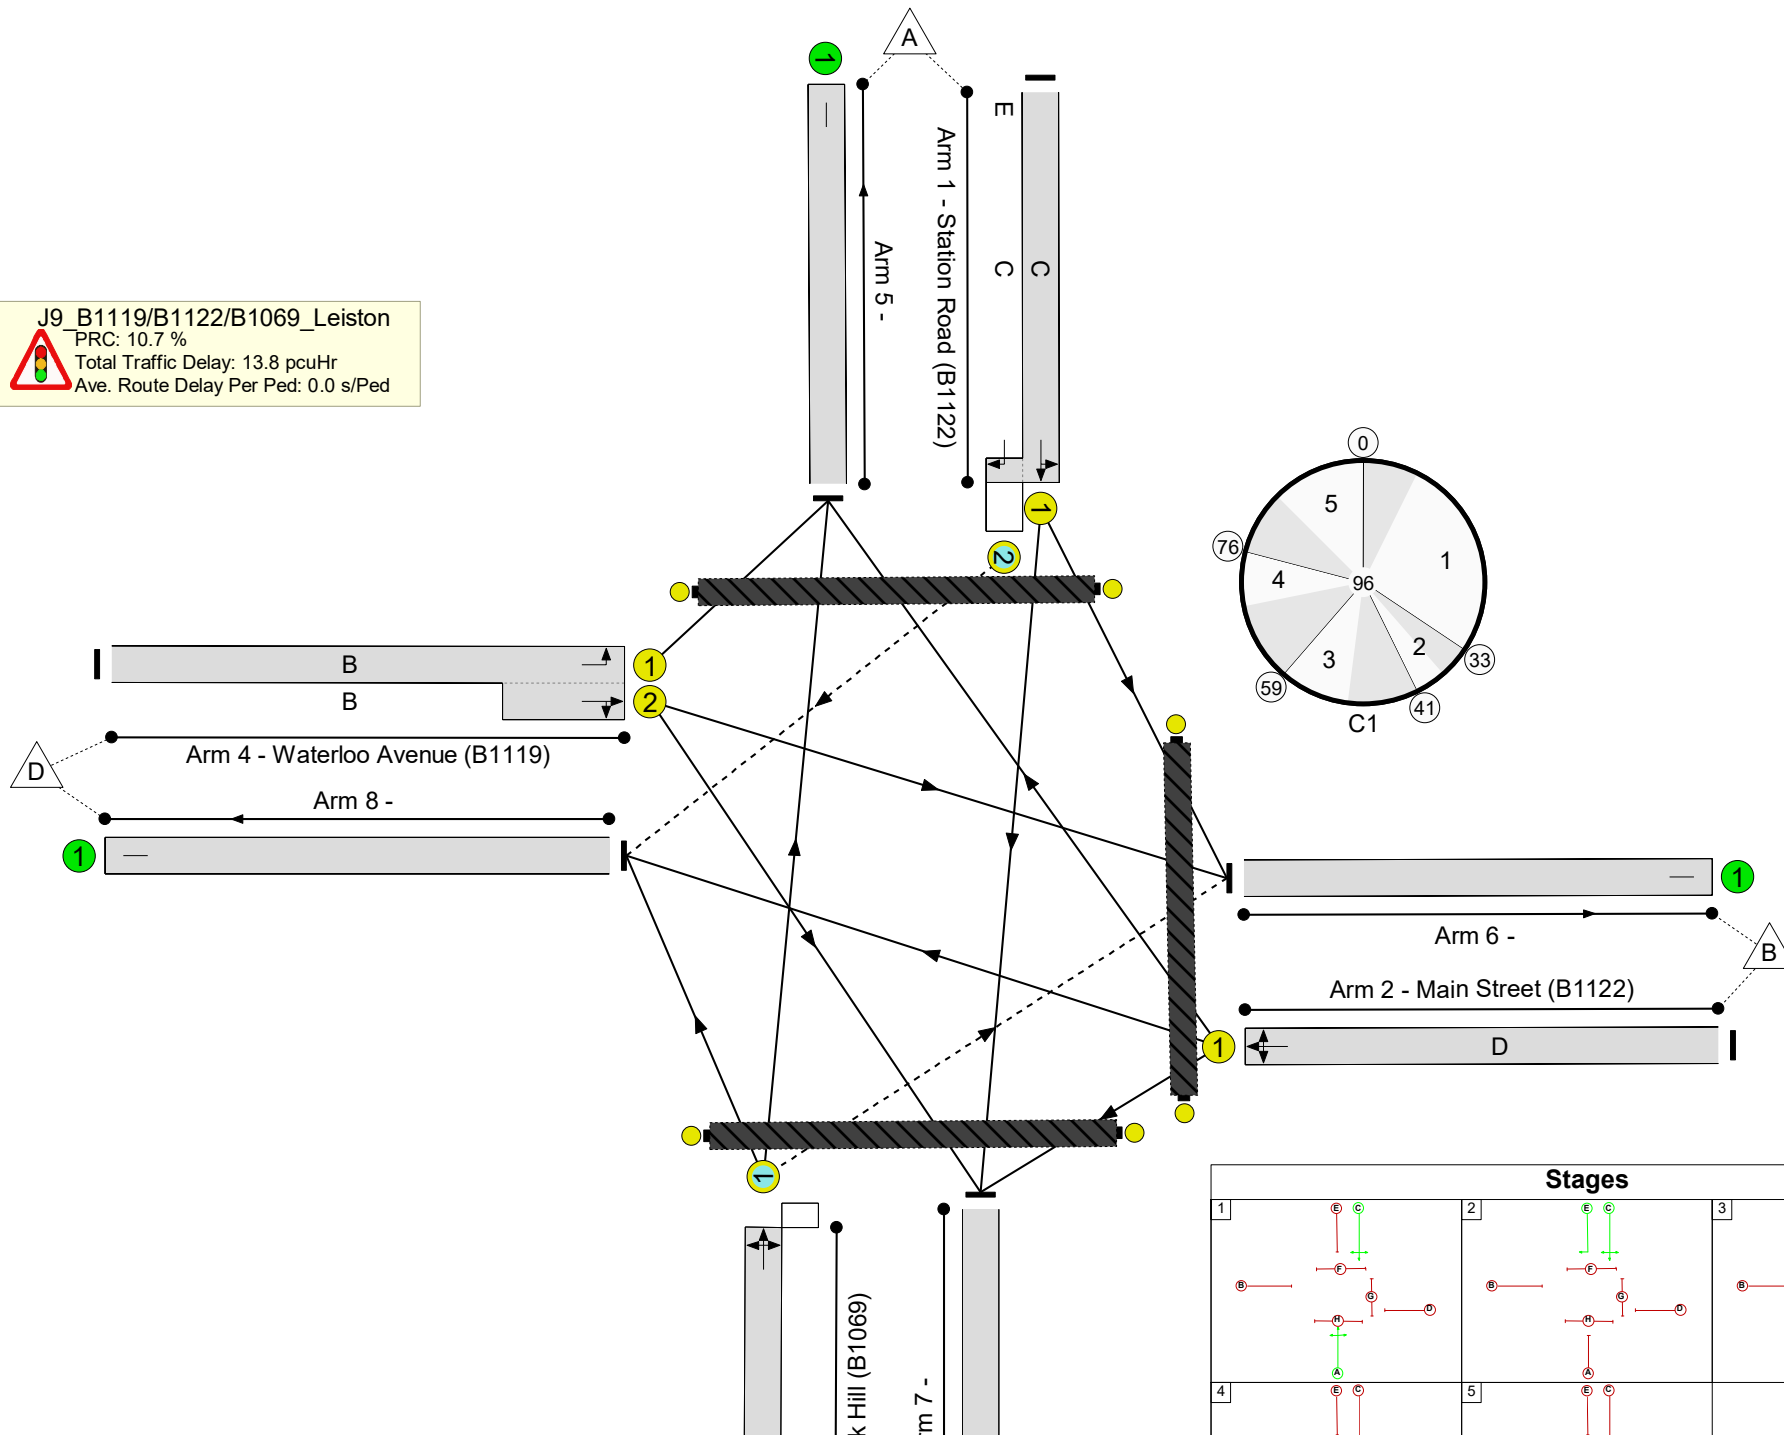 A
1
E
Arm 1 - Station Road (B1122)
C
C
Arm 5 -
J9_B1119/B1122/B1069_Leiston
PRC: 10.7 %
Total Traffic Delay: 13.8 pcuHr
Ave. Route Delay Per Ped: 0.0 s/Ped
1
2
0
5
1
76
4
96
2
3
33
59
41
C1
B
1
B
2
Arm 4 - Waterloo Avenue (B1119)
D
Arm 8 -
1
1
Arm 6 -
B
Arm 2 - Main Street (B1122)
1
D
1
k Hill (B1069)
rm 7 -
Stages
1
E
C
F
B
G
D
H
A
2
E
C
F
B
G
D
H
A
3
B
4
E
C
5
E
C